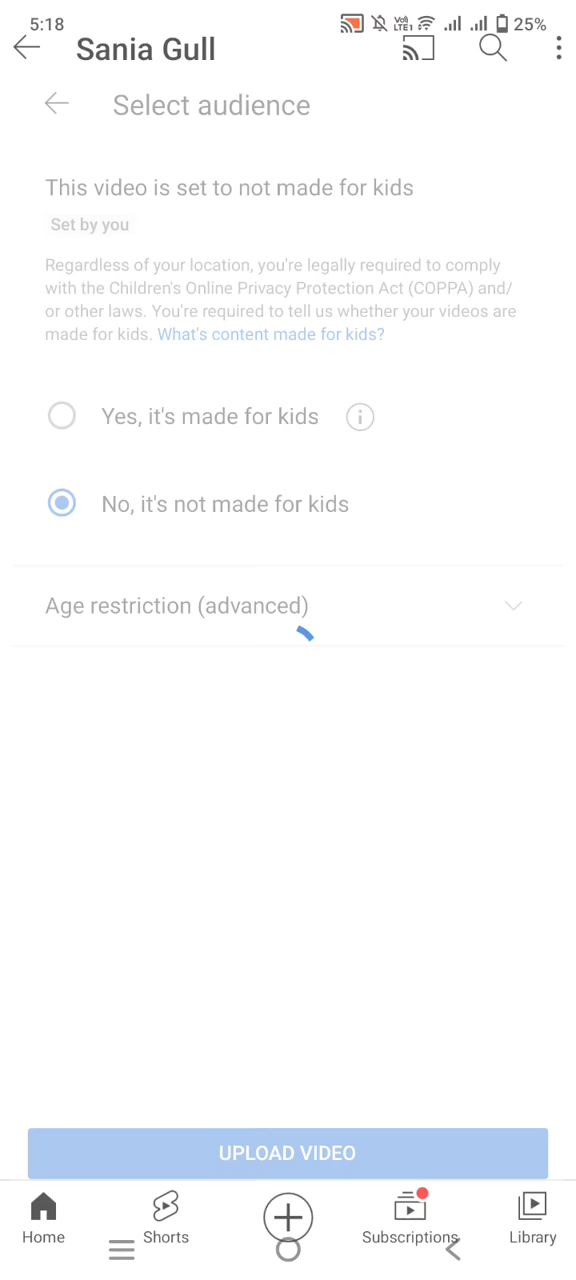 5:18
Vo) LTE1
25%
Sania Gull
Select audience
This video is set to not made for kids
Set by you
Regardless of your location, you're legally required to comply
with the Children's Online Privacy Protection Act (COPPA) and/
or other laws. You're required to tell us whether your videos are
made for kids. What's content made for kids?
Yes, it's made for kids
No, it's not made for kids
Age restriction (advanced)
UPLOAD VIDEO
Home
Shorts
Subscriptions
Library